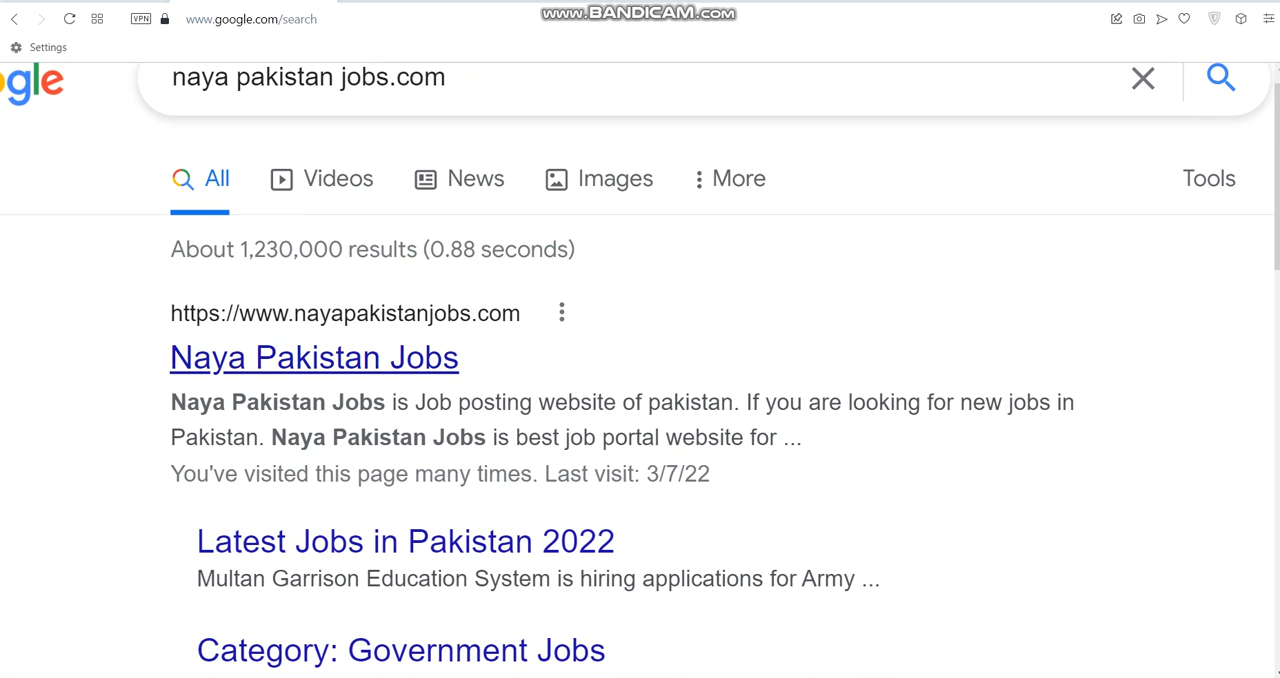 VPN www.google.com/search www.BANDICAM.com
Settings
gle naya pakistan jobs.com
All Videos News Images More Tools
About 1,230,000 results (0.88 seconds)
https://www.nayapakistanjobs.com
Naya Pakistan Jobs
Naya Pakistan Jobs is Job posting website of pakistan. If you are looking for new jobs in
Pakistan. Naya Pakistan Jobs is best job portal website for ...
You've visited this page many times. Last visit: 3/7/22
Latest Jobs in Pakistan 2022
Multan Garrison Education System is hiring applications for Army ...
Category: Government Jobs